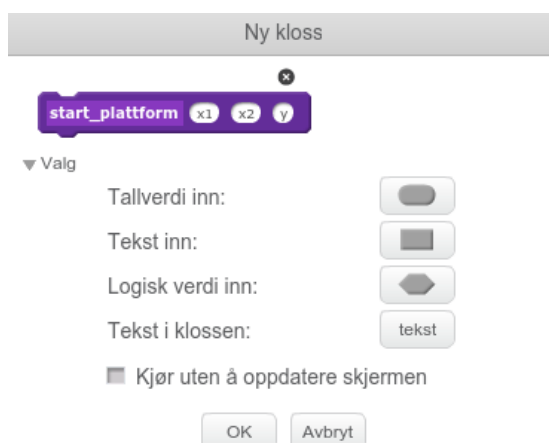 Ny kloss
start_plattform x1 x2 y
Valg
Tallverdi inn:
Tekst inn:
Logisk verdi inn:
Tekst i klossen: tekst
Kjør uten å oppdatere skjermen
OK Avbryt